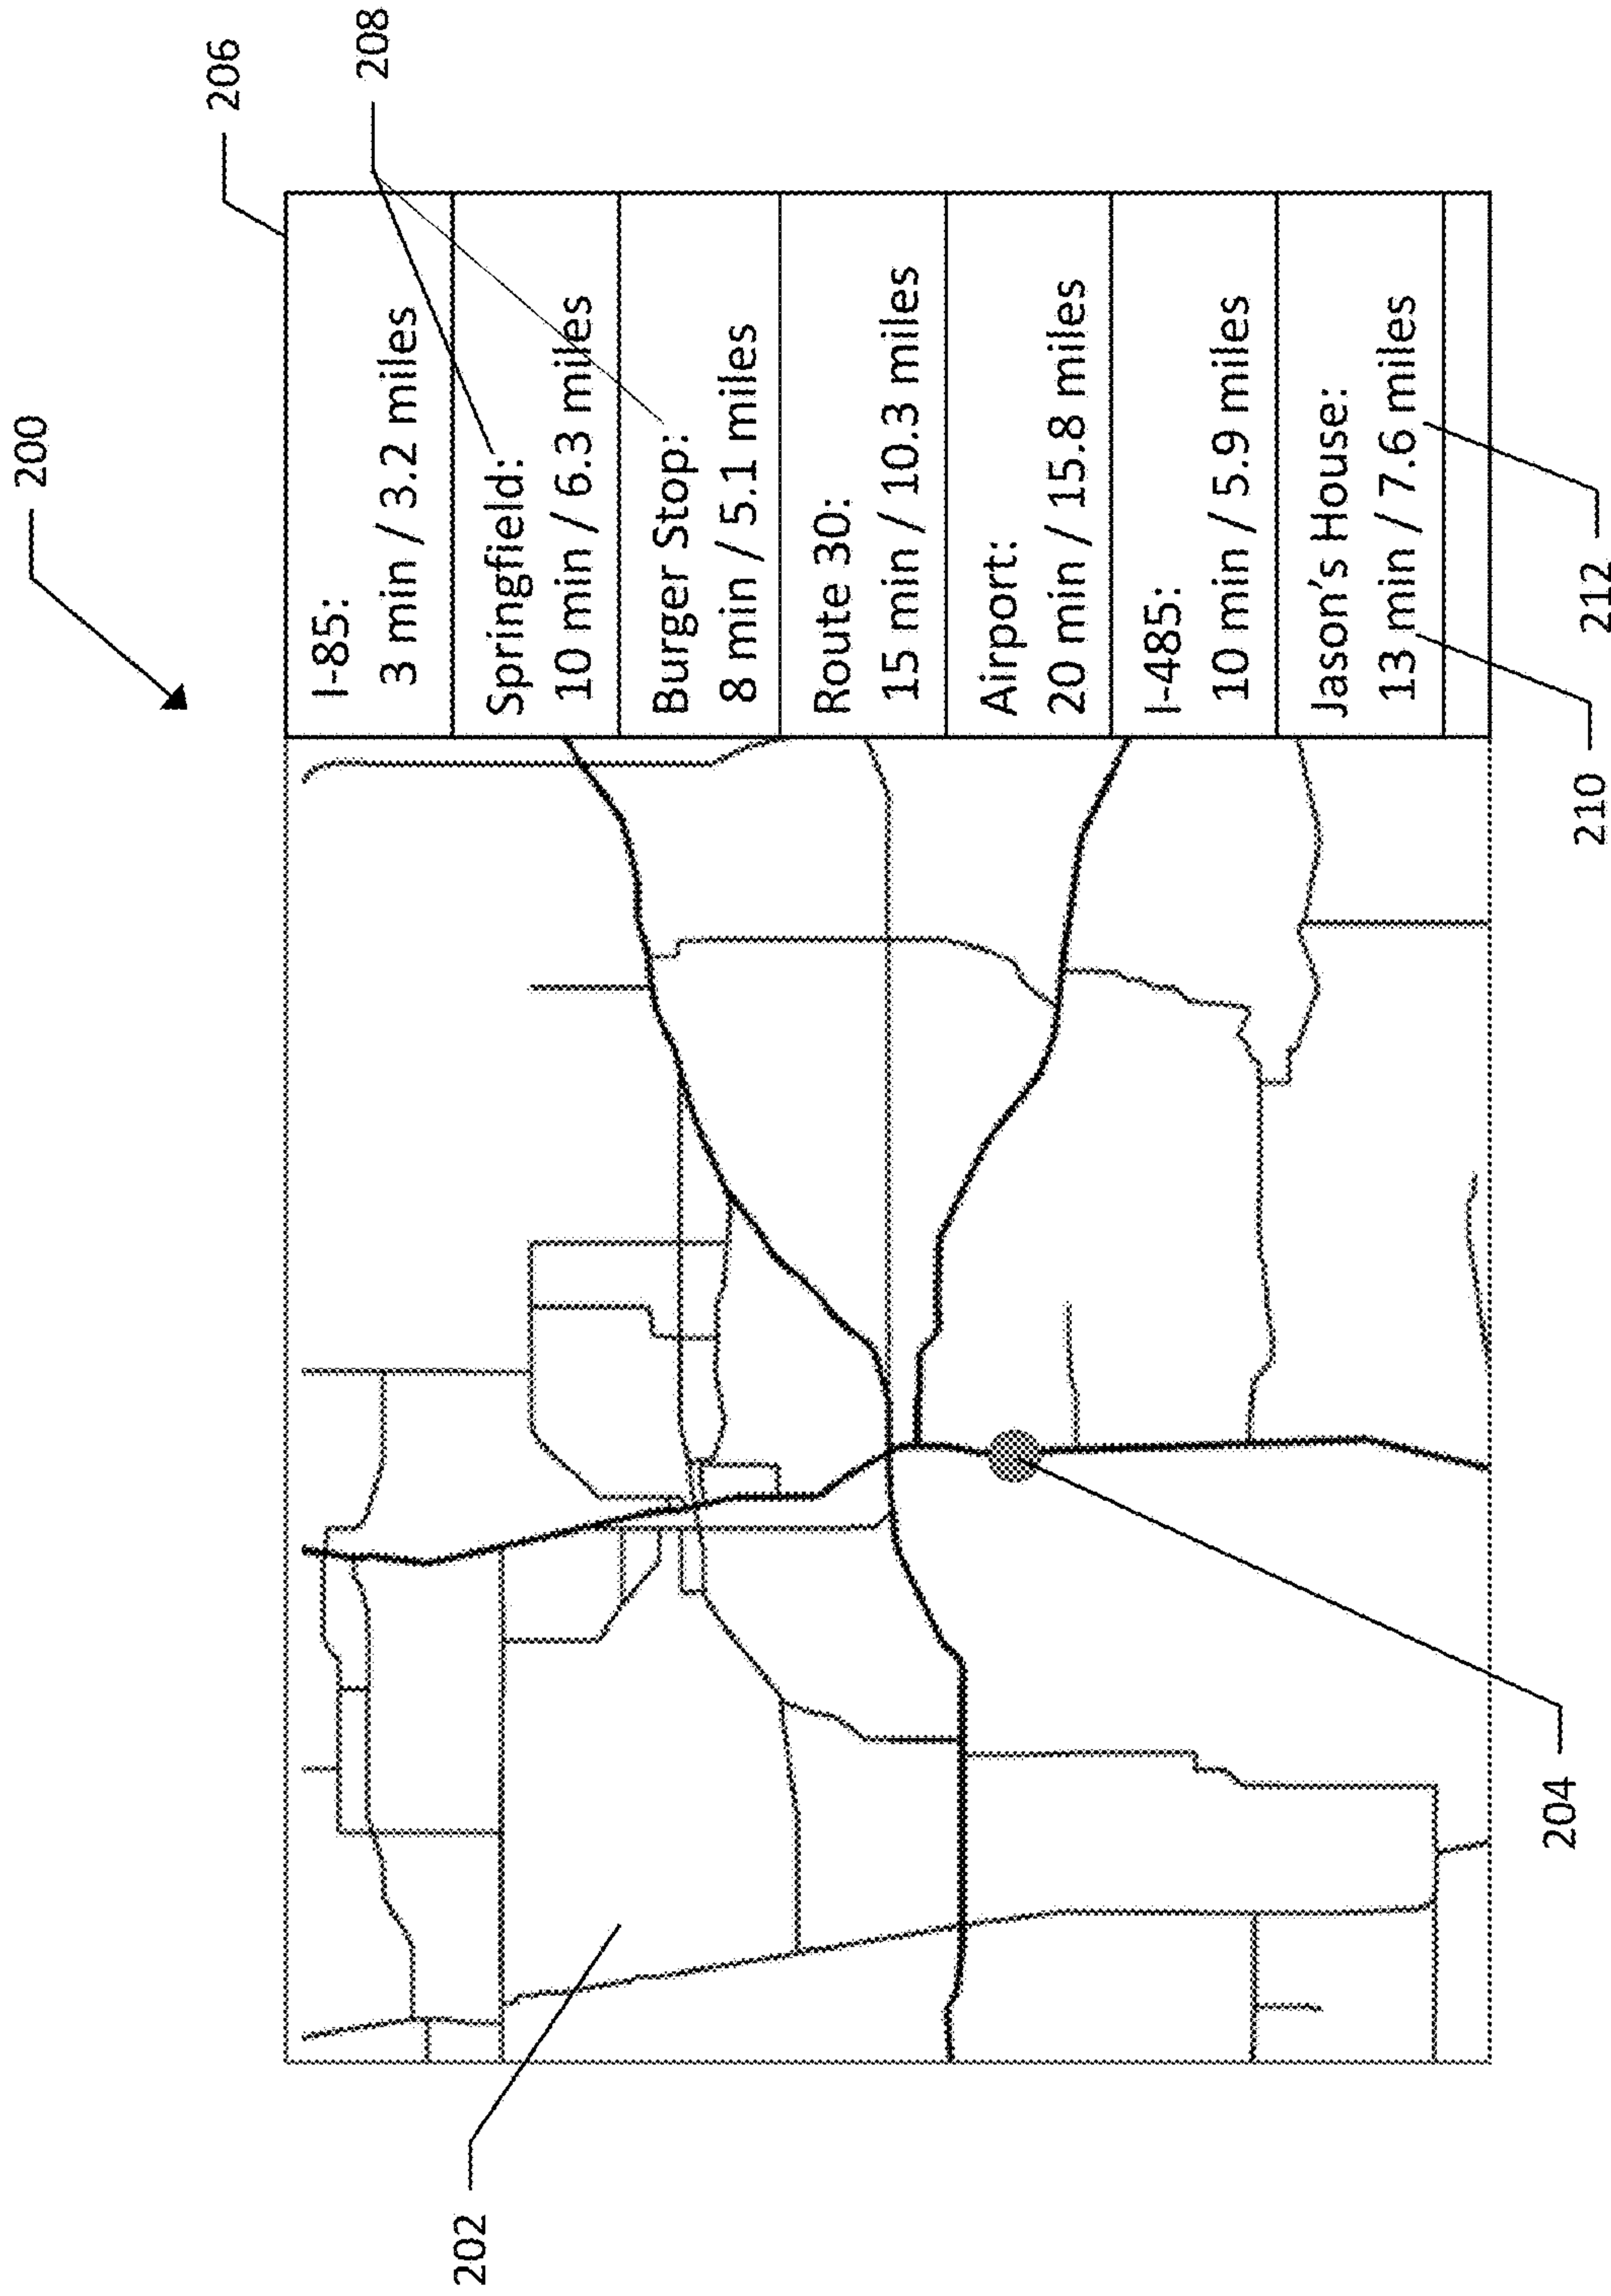 200
206
208
I-85:
3 min / 3.2 miles
Springfield:
10 min / 6.3 miles
Burger Stop:
8 min / 5.1 miles
Route 30:
15 min / 10.3 miles
Airport:
20 min / 15.8 miles
I-485:
10 min / 5.9 miles
Jason's House:
13 min / 7.6 miles
202
204
210
212